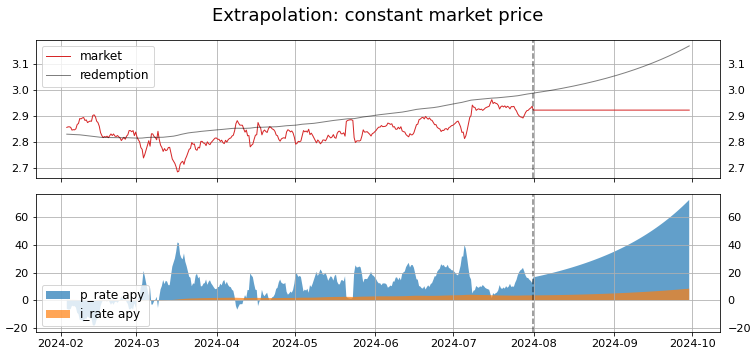 Extrapolation: constant market price
market
redemption
3.1 3.1
3.0 3.0
2.9 2.9
2.8 2.8
2.7 2.7
60 60
40 40
20 20
0 0
−20 −20
p_rate apy
i_rate apy
2024-02 2024-03 2024-04 2024-05 2024-06 2024-07 2024-08 2024-09 2024-10